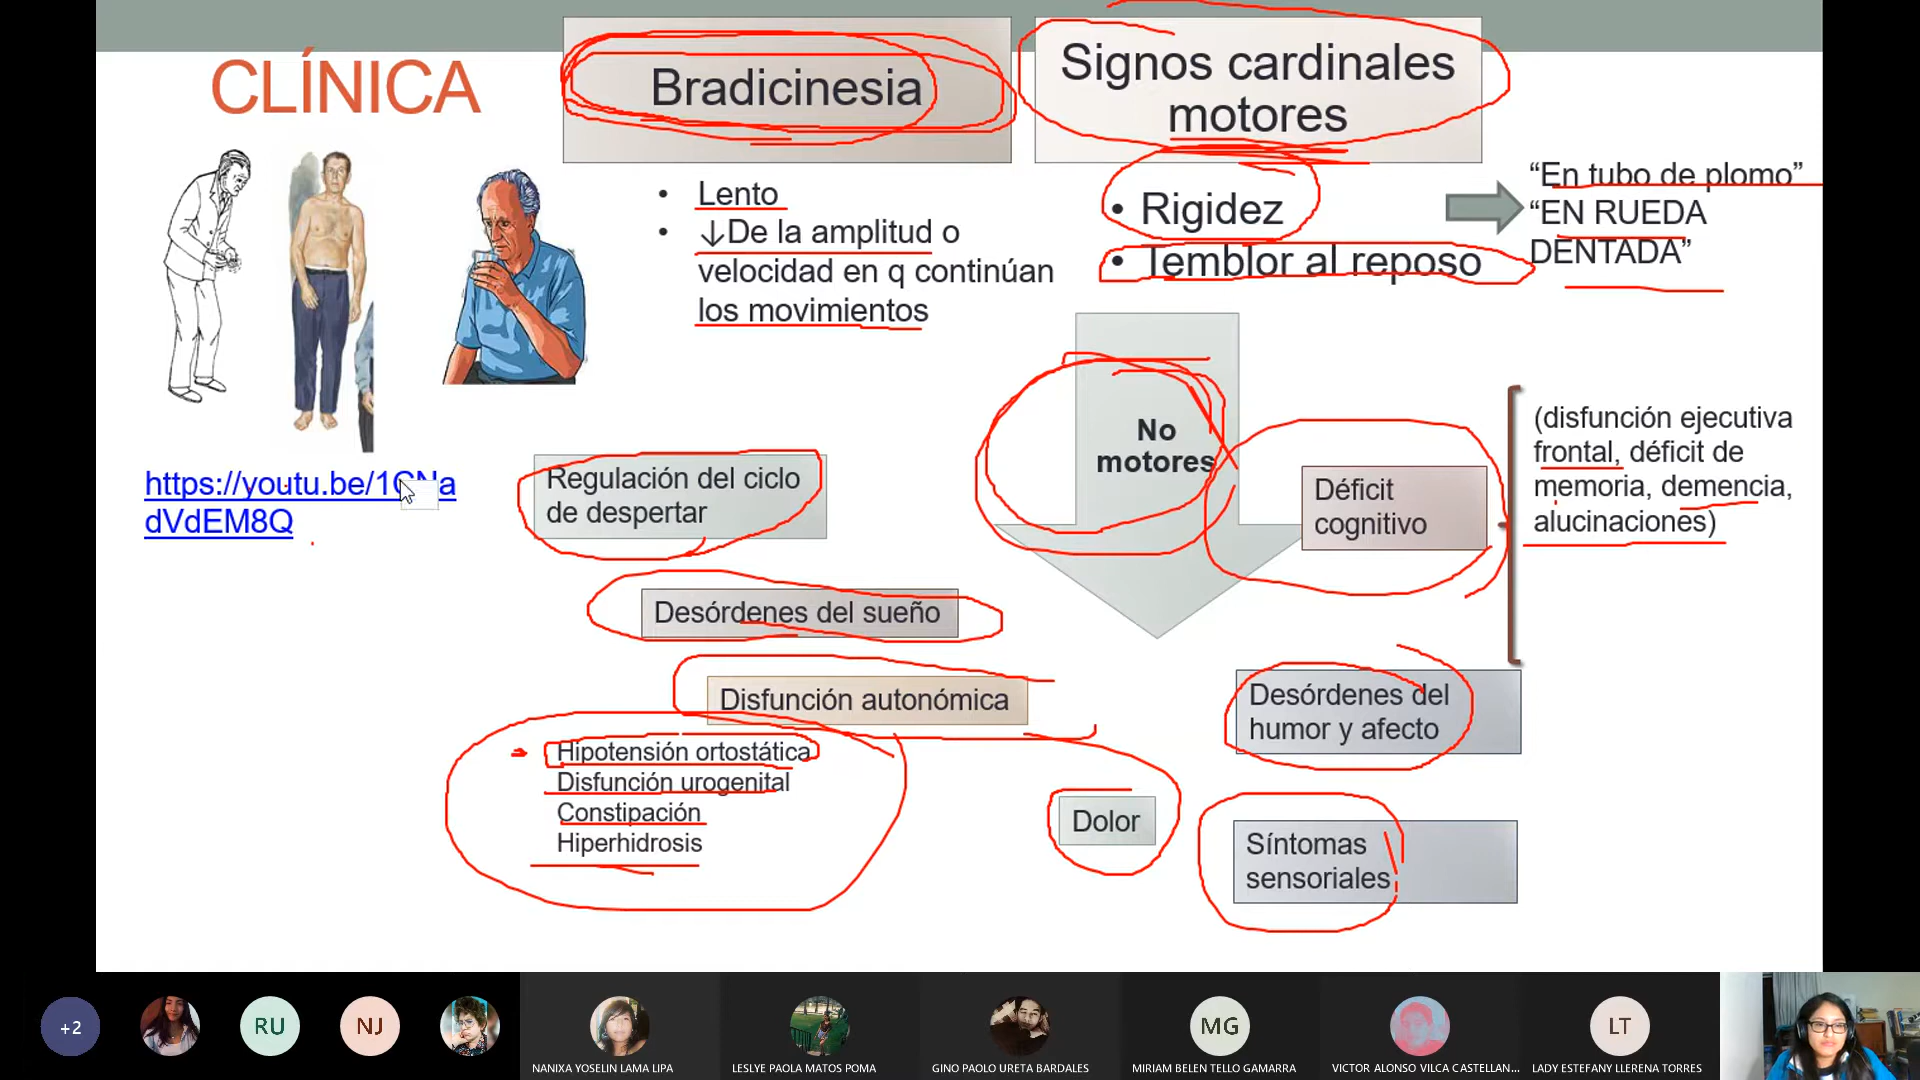 CLÍNICA
Bradicinesia
Signos cardinales
motores
• Lento
• ↓De la amplitud o
velocidad en q continúan
los movimientos
• Rigidez
• Temblor al reposo
“En tubo de plomo”
“EN RUEDA
DENTADA”
No
motores
https://youtu.be/1CNa
dVdEM8Q
Regulación del ciclo
de despertar
Desórdenes del sueño
Disfunción autonómica
Hipotensión ortostática
Disfunción urogenital
Constipación
Hiperhidrosis
Dolor
Déficit
cognitivo
(disfunción ejecutiva
frontal, déficit de
memoria, demencia,
alucinaciones)
Desórdenes del
humor y afecto
Síntomas
sensoriales
+2
RU
NJ
NANIXA YOSELIN LAMA LIPA
LESLYE PAOLA MATOS POMA
GINO PAOLO URETA BARDALES
MG
MIRIAM BELEN TELLO GAMARRA
VICTOR ALONSO VILCA CASTELLAN...
LT
LADY ESTEFANY LLERENA TORRES